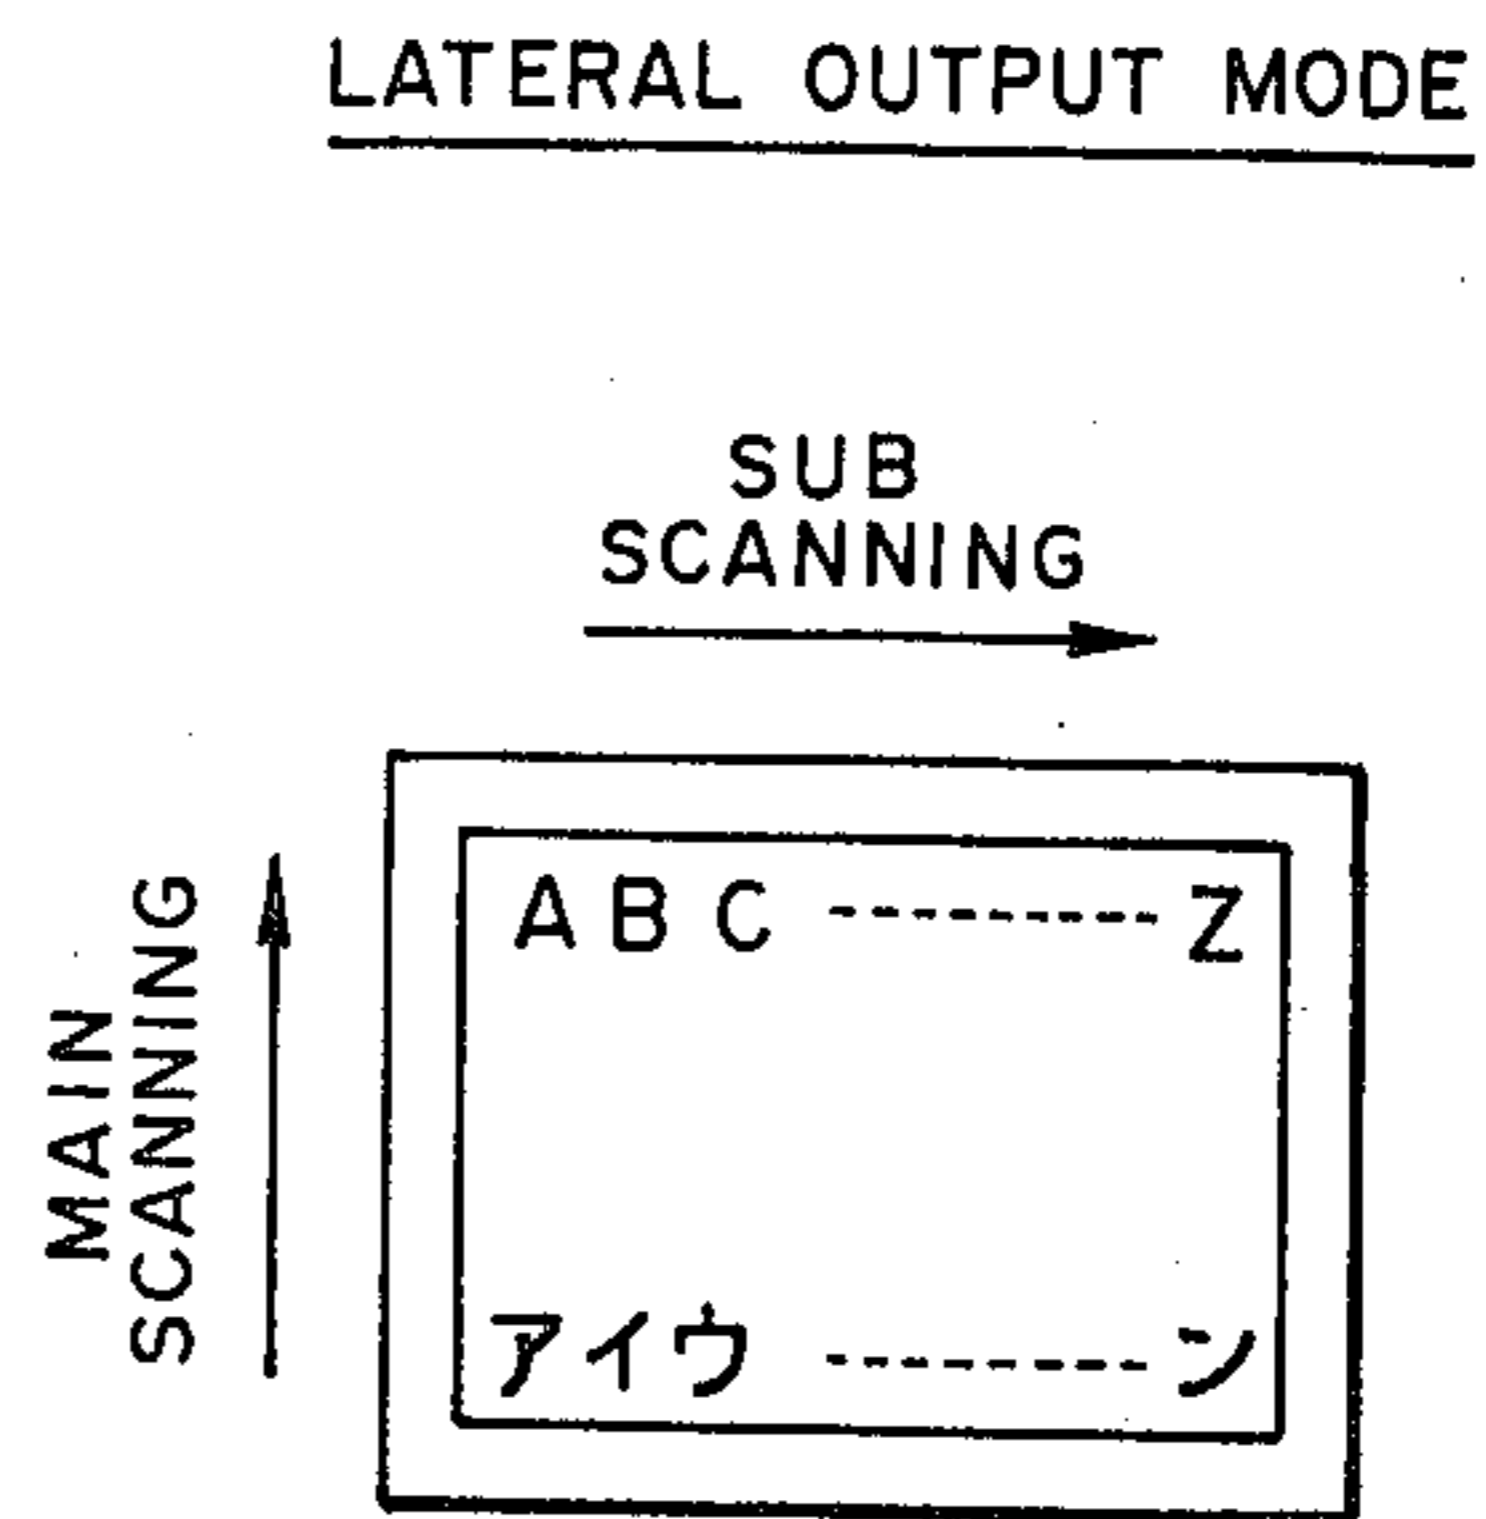 LATERAL OUTPUT MODE
SUB
SCANNING
MAIN
SCANNING
A B C --------- Z
アイウ -------- ン